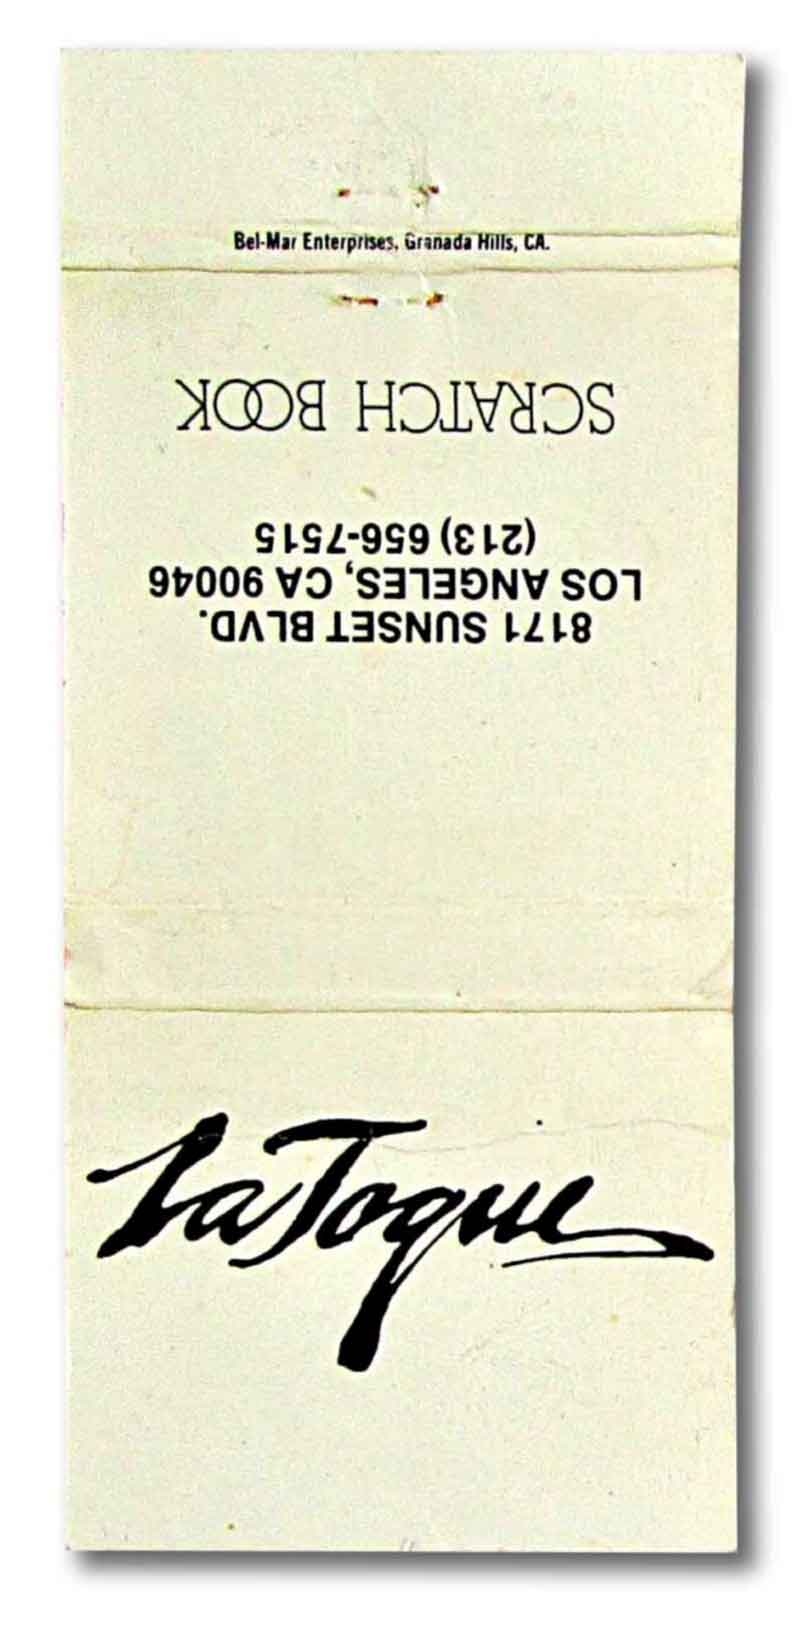 Bel-Mar Enterprises, Granada Hills, CA.
8171 SUNSET BLVD.
LOS ANGELES, CA 90046
(213) 656-7515
SCRATCH BOOK
La Toque